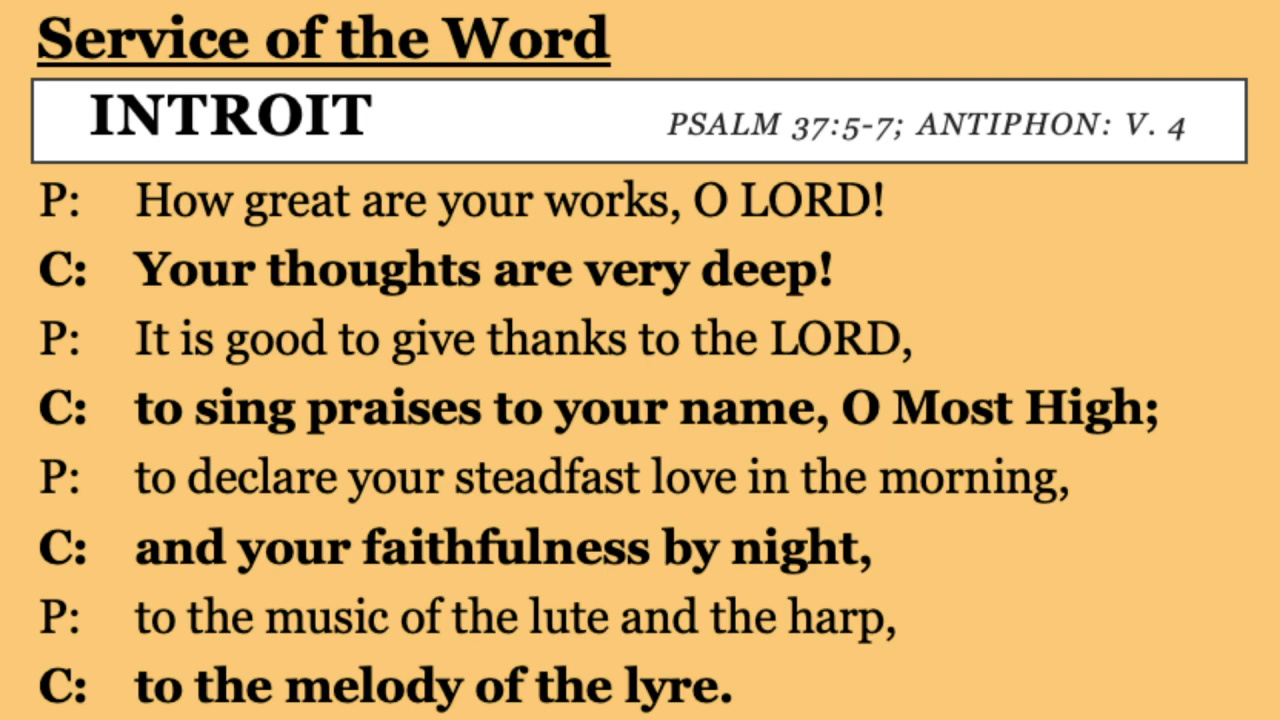 Service of the Word
INTROIT PSALM 37:5-7; ANTIPHON: V. 4
P: How great are your works, O LORD!
C: Your thoughts are very deep!
P: It is good to give thanks to the LORD,
C: to sing praises to your name, O Most High;
P: to declare your steadfast love in the morning,
C: and your faithfulness by night,
P: to the music of the lute and the harp,
C: to the melody of the lyre.